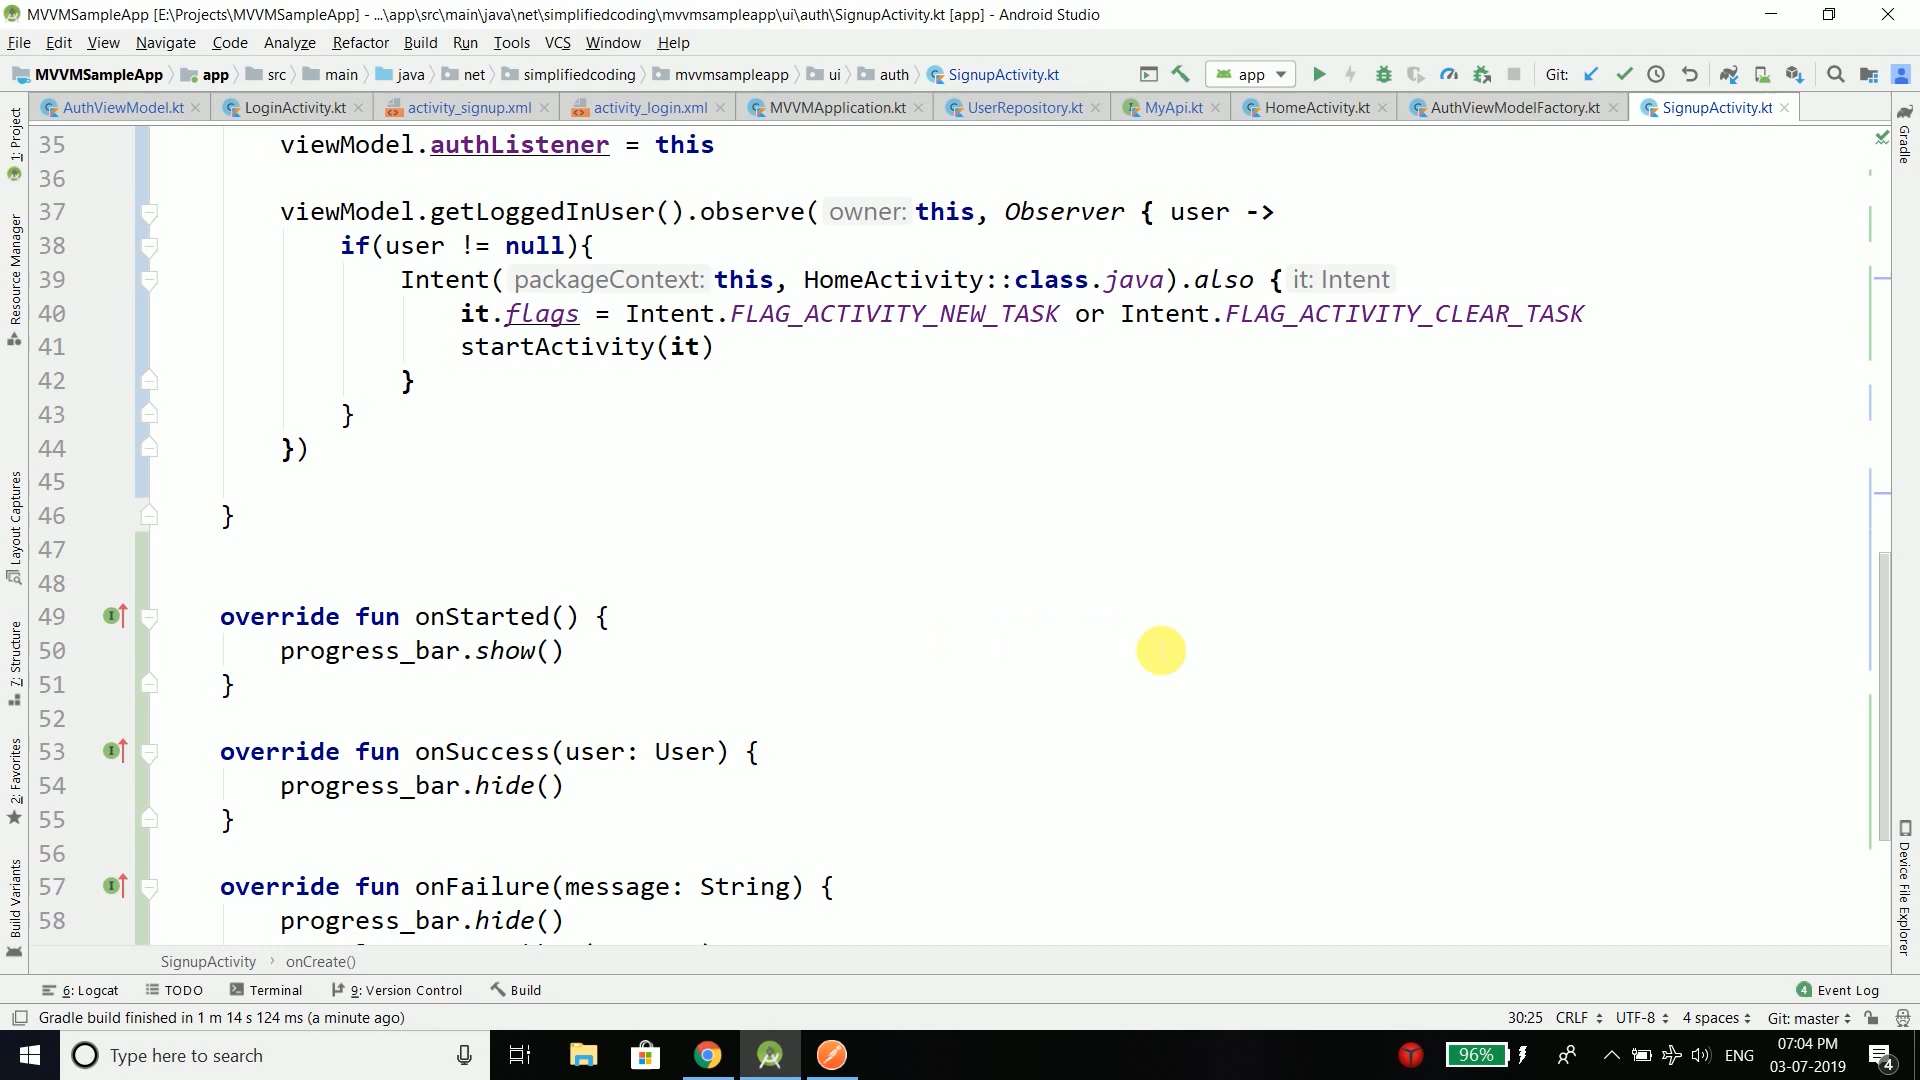 MVVMSampleApp [E:\Projects\MVVMSampleApp] - ...\app\src\main\java\net\simplifiedcoding\mvvmsampleapp\ui\auth\SignupActivity.kt [app] - Android Studio
File Edit View Navigate Code Analyze Refactor Build Run Tools VCS Window Help
MVVMSampleApp app src main java net simplifiedcoding mvvmsampleapp ui auth SignupActivity.kt app Git:
AuthViewModel.kt LoginActivity.kt activity_signup.xml activity_login.xml MVVMApplication.kt UserRepository.kt MyApi.kt HomeActivity.kt AuthViewModelFactory.kt SignupActivity.kt
1: Project
Resource Manager
Layout Captures
7: Structure
2: Favorites
Build Variants
35 viewModel.authListener = this
36
37 viewModel.getLoggedInUser().observe( owner: this, Observer { user ->
38 if(user != null){
39 Intent( packageContext: this, HomeActivity::class.java).also { it: Intent
40 it.flags = Intent.FLAG_ACTIVITY_NEW_TASK or Intent.FLAG_ACTIVITY_CLEAR_TASK
41 startActivity(it)
42 }
43 }
44 })
45
46 }
47
48
49 override fun onStarted() {
50 progress_bar.show()
51 }
52
53 override fun onSuccess(user: User) {
54 progress_bar.hide()
55 }
56
57 override fun onFailure(message: String) {
58 progress_bar.hide()
Gradle
Device File Explorer
SignupActivity › onCreate()
6: Logcat TODO Terminal 9: Version Control Build 4 Event Log
Gradle build finished in 1 m 14 s 124 ms (a minute ago) 30:25 CRLF UTF-8 4 spaces Git: master
Type here to search 96% ENG 07:04 PM
03-07-2019 4